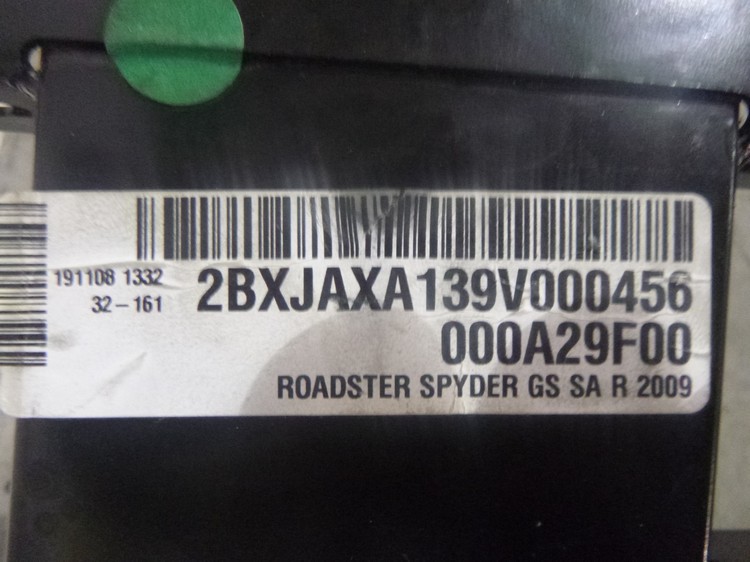 191108 1332
32-161
2BXJAXA139V000456
000A29F00
ROADSTER SPYDER GS SA R 2009